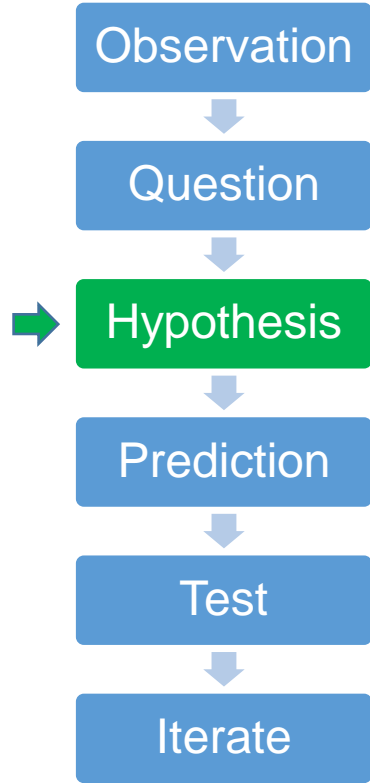 Observation
Question
Hypothesis
Prediction
Test
Iterate